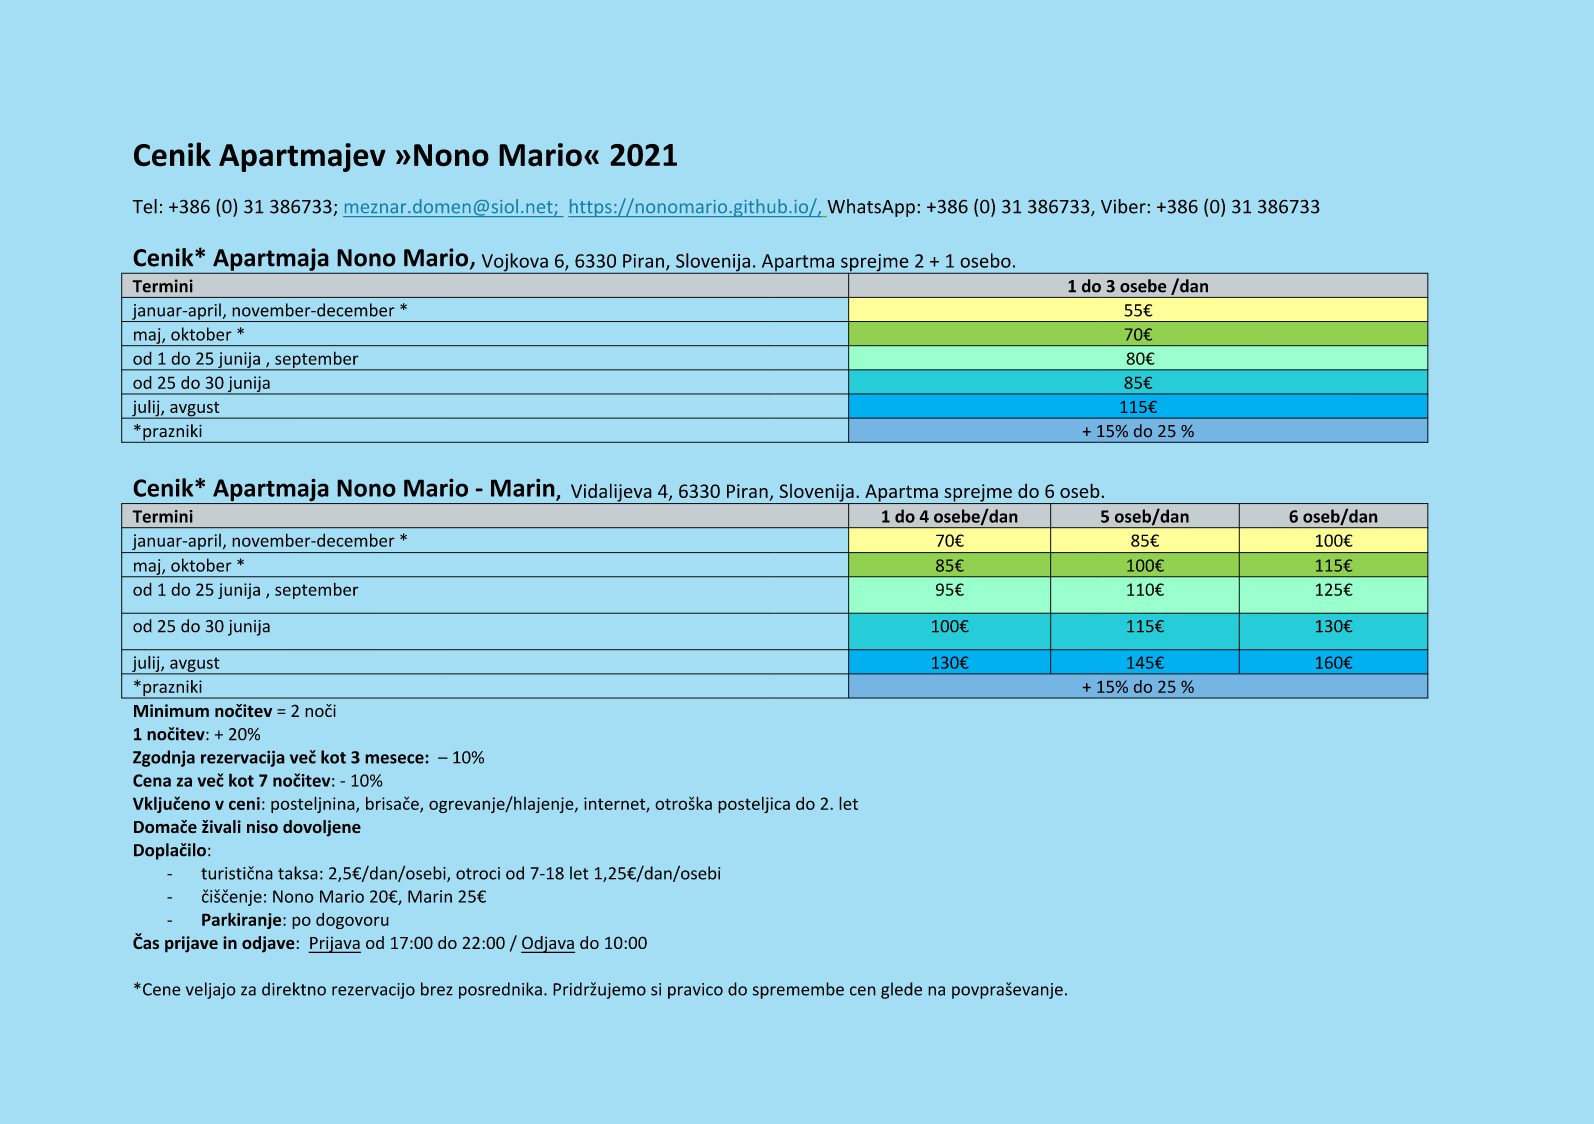 Cenik Apartmajev »Nono Mario« 2021
Tel: +386 (0) 31 386733; meznar.domen@siol.net; https://nonomario.github.io/, WhatsApp: +386 (0) 31 386733, Viber: +386 (0) 31 386733
Cenik* Apartmaja Nono Mario, Vojkova 6, 6330 Piran, Slovenija. Apartma sprejme 2 + 1 osebo.
Termini 1 do 3 osebe /dan
januar-april, november-december * 55€
maj, oktober * 70€
od 1 do 25 junija , september 80€
od 25 do 30 junija 85€
julij, avgust 115€
*prazniki + 15% do 25 %
Cenik* Apartmaja Nono Mario - Marin, Vidalijeva 4, 6330 Piran, Slovenija. Apartma sprejme do 6 oseb.
Termini 1 do 4 osebe/dan 5 oseb/dan 6 oseb/dan
januar-april, november-december * 70€ 85€ 100€
maj, oktober * 85€ 100€ 115€
od 1 do 25 junija , september 95€ 110€ 125€
od 25 do 30 junija 100€ 115€ 130€
julij, avgust 130€ 145€ 160€
*prazniki + 15% do 25 %
Minimum nočitev = 2 noči
1 nočitev: + 20%
Zgodnja rezervacija več kot 3 mesece: – 10%
Cena za več kot 7 nočitev: - 10%
Vključeno v ceni: posteljnina, brisače, ogrevanje/hlajenje, internet, otroška posteljica do 2. let
Domače živali niso dovoljene
Doplačilo:
- turistična taksa: 2,5€/dan/osebi, otroci od 7-18 let 1,25€/dan/osebi
- čiščenje: Nono Mario 20€, Marin 25€
- Parkiranje: po dogovoru
Čas prijave in odjave: Prijava od 17:00 do 22:00 / Odjava do 10:00
*Cene veljajo za direktno rezervacijo brez posrednika. Pridržujemo si pravico do spremembe cen glede na povpraševanje.